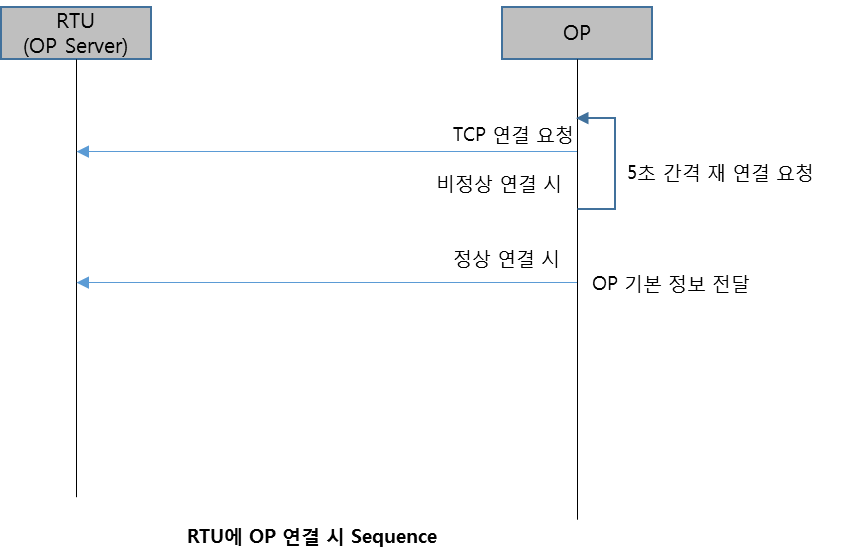 RTU
(OP Server)
OP
TCP 연결 요청
비정상 연결 시
5초 간격 재 연결 요청
정상 연결 시
OP 기본 정보 전달
RTU에 OP 연결 시 Sequence